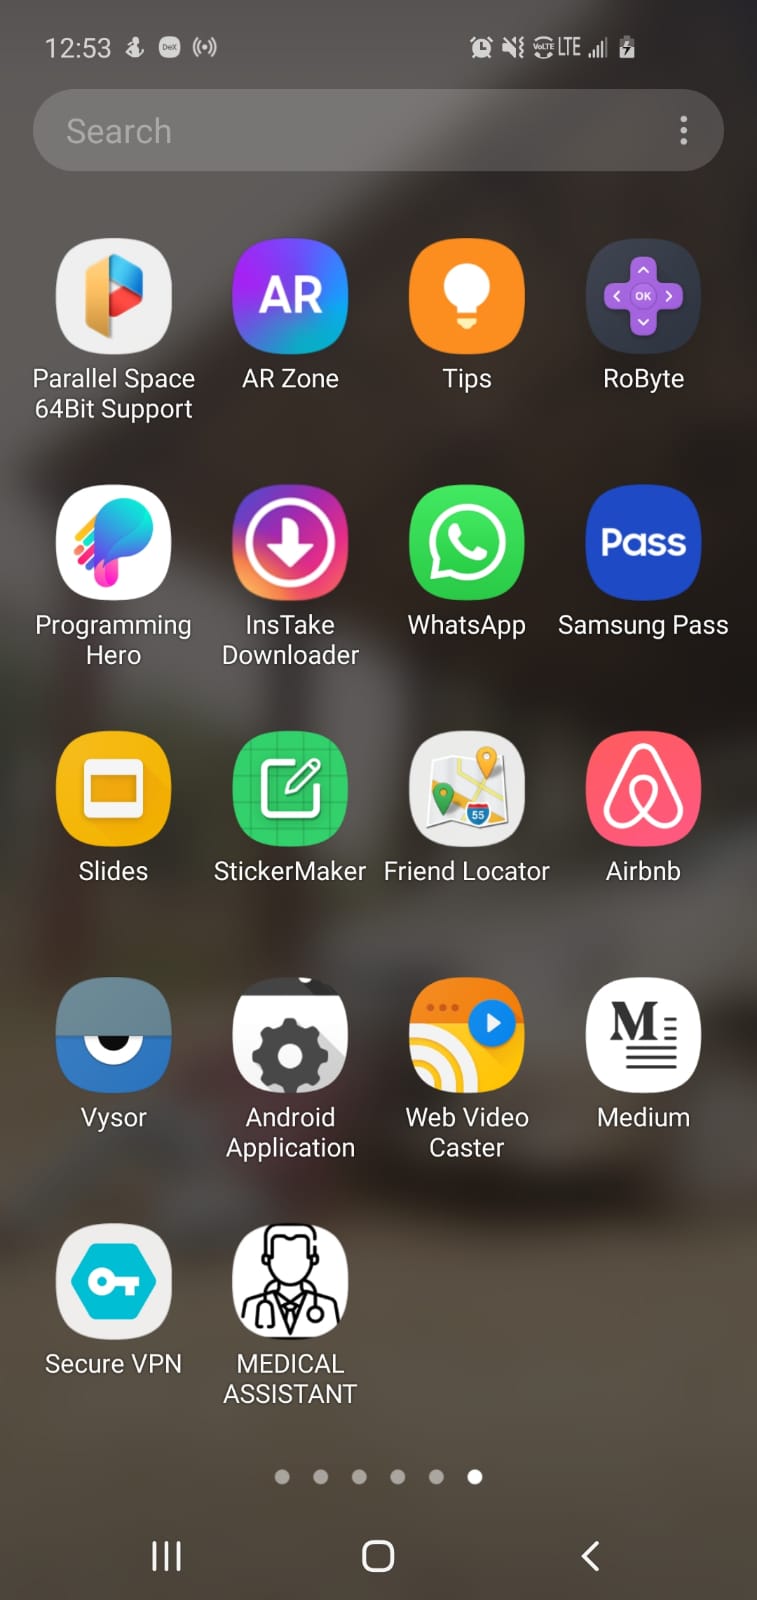 12:53 DeX VoLTE LTE
Search
AR
OK
Parallel Space AR Zone Tips RoByte
64Bit Support
Pass
Programming InsTake WhatsApp Samsung Pass
Hero Downloader
55
Slides StickerMaker Friend Locator Airbnb
M
Vysor Android Web Video Medium
Application Caster
Secure VPN MEDICAL
ASSISTANT